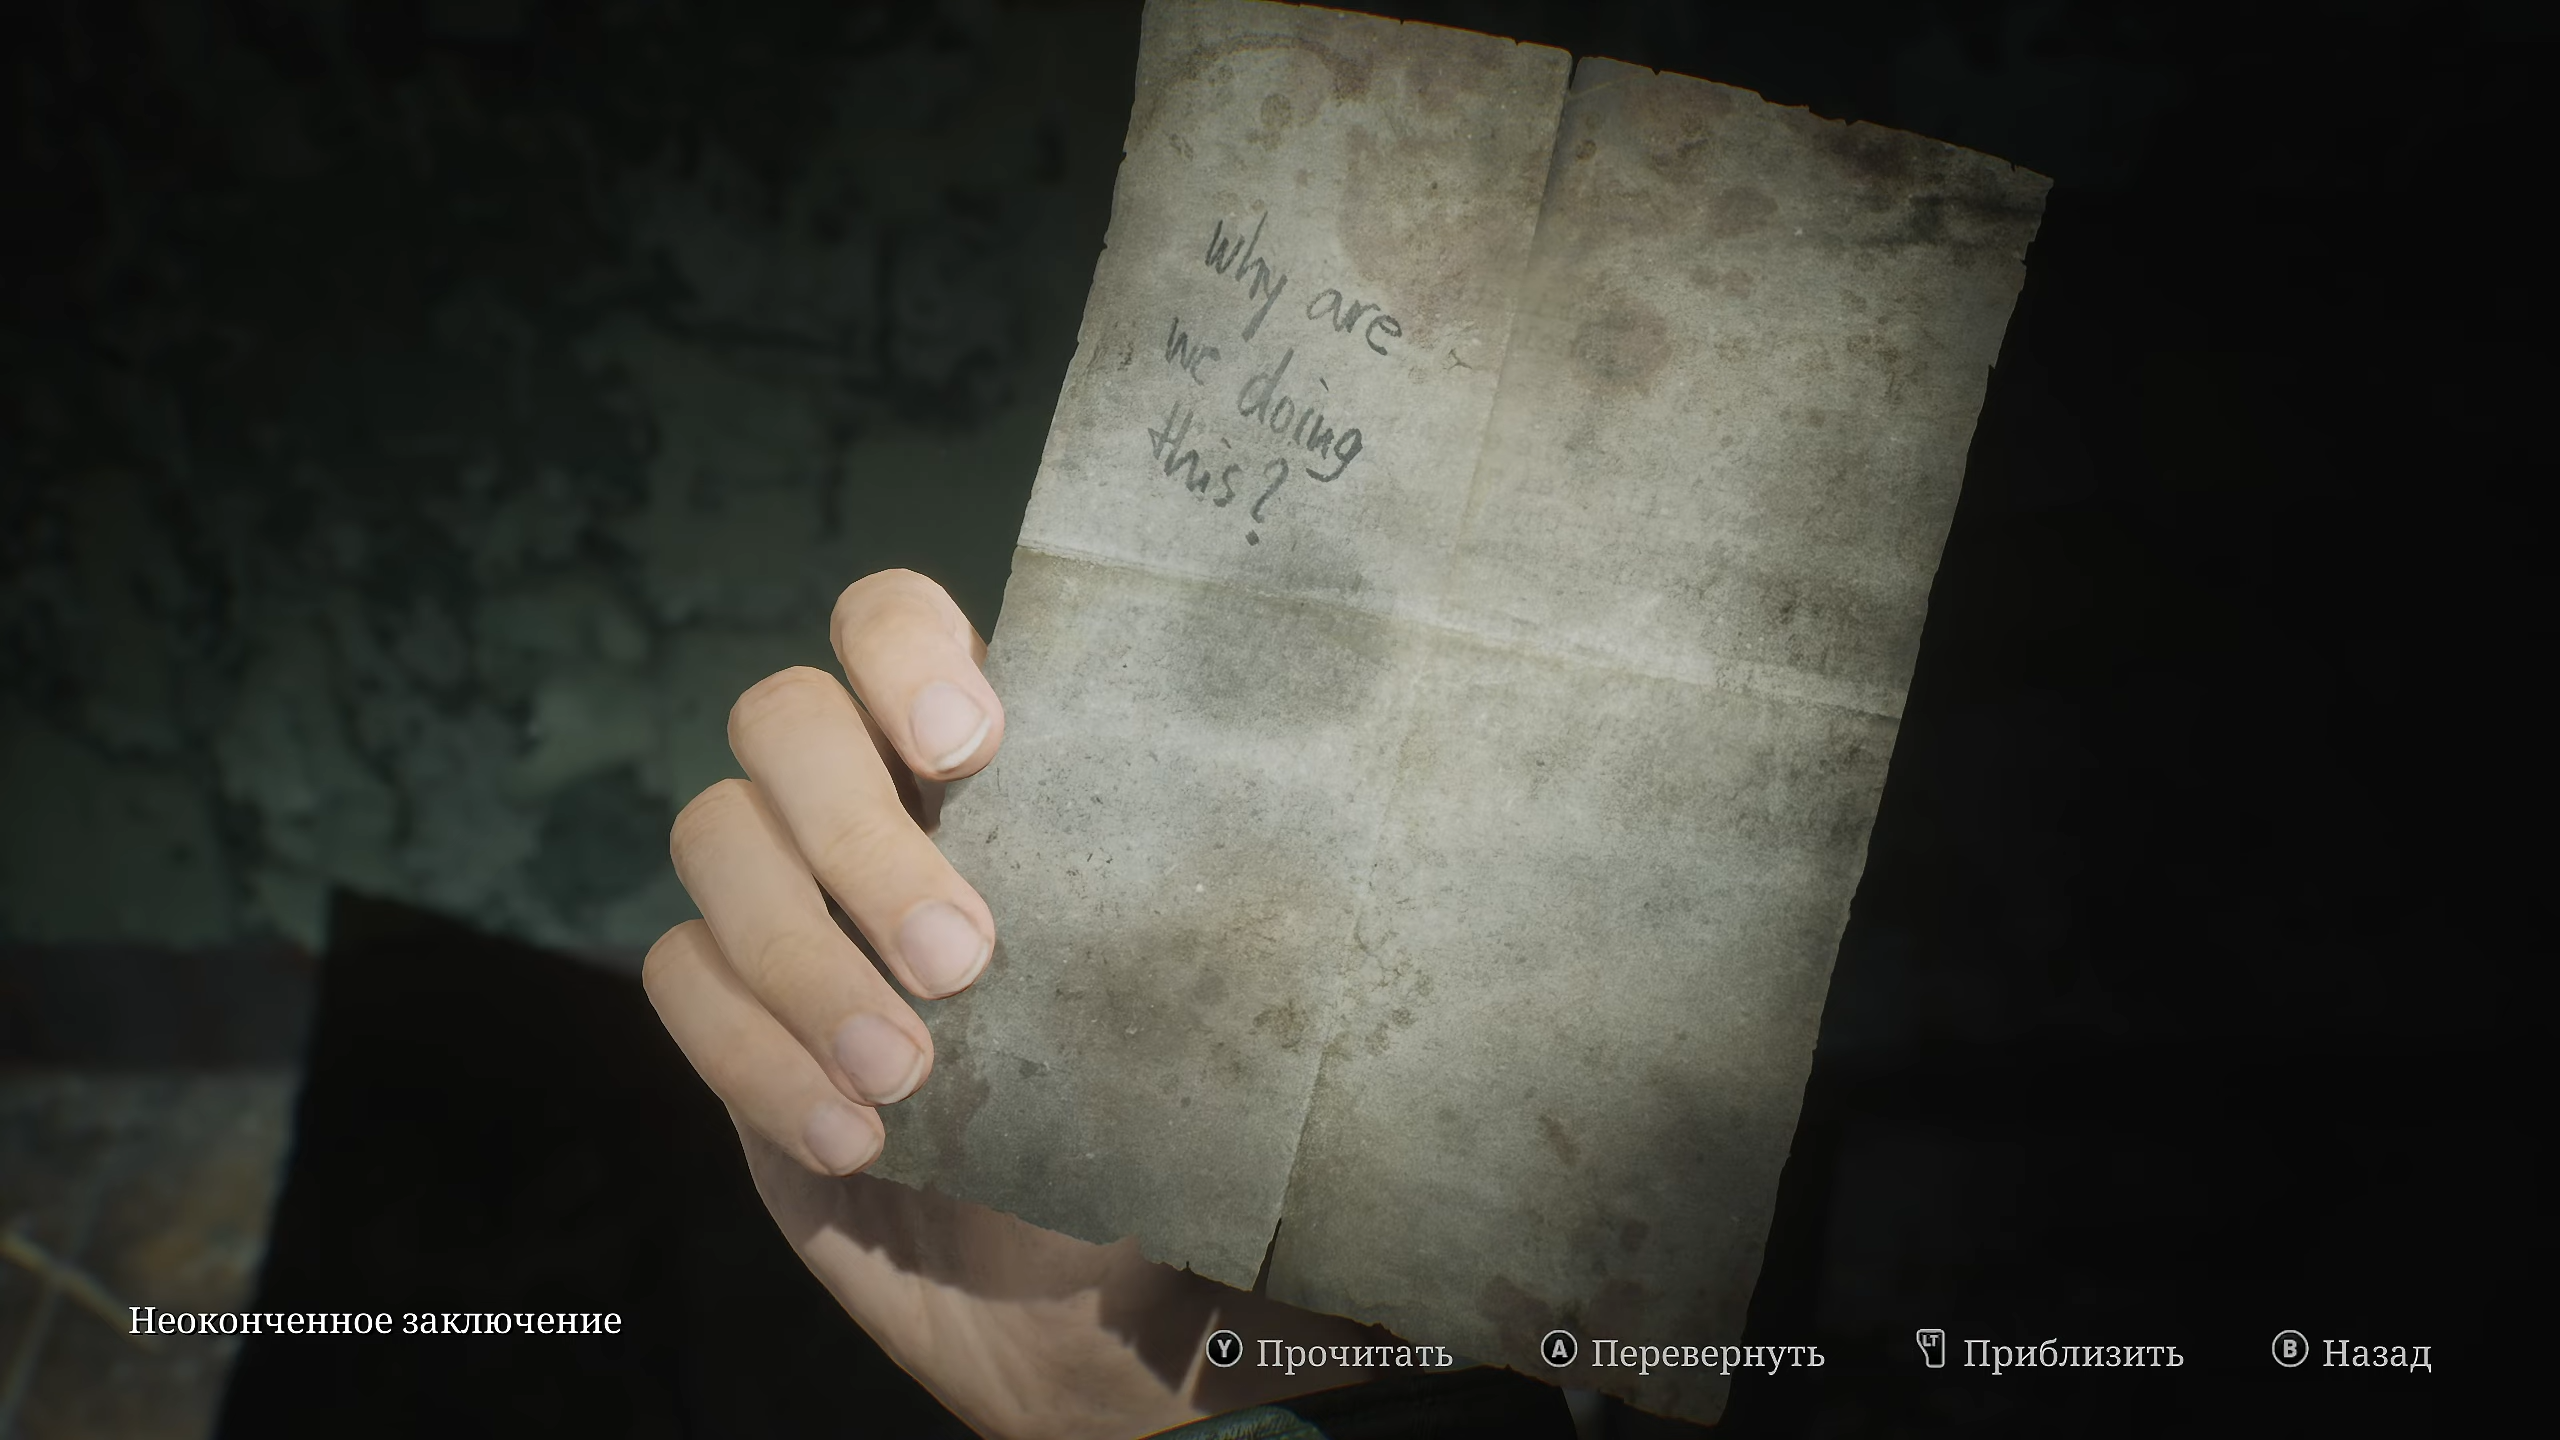 why are
we doing
this?
Неоконченное заключение
Y Прочитать A Перевернуть LT Приблизить B Назад